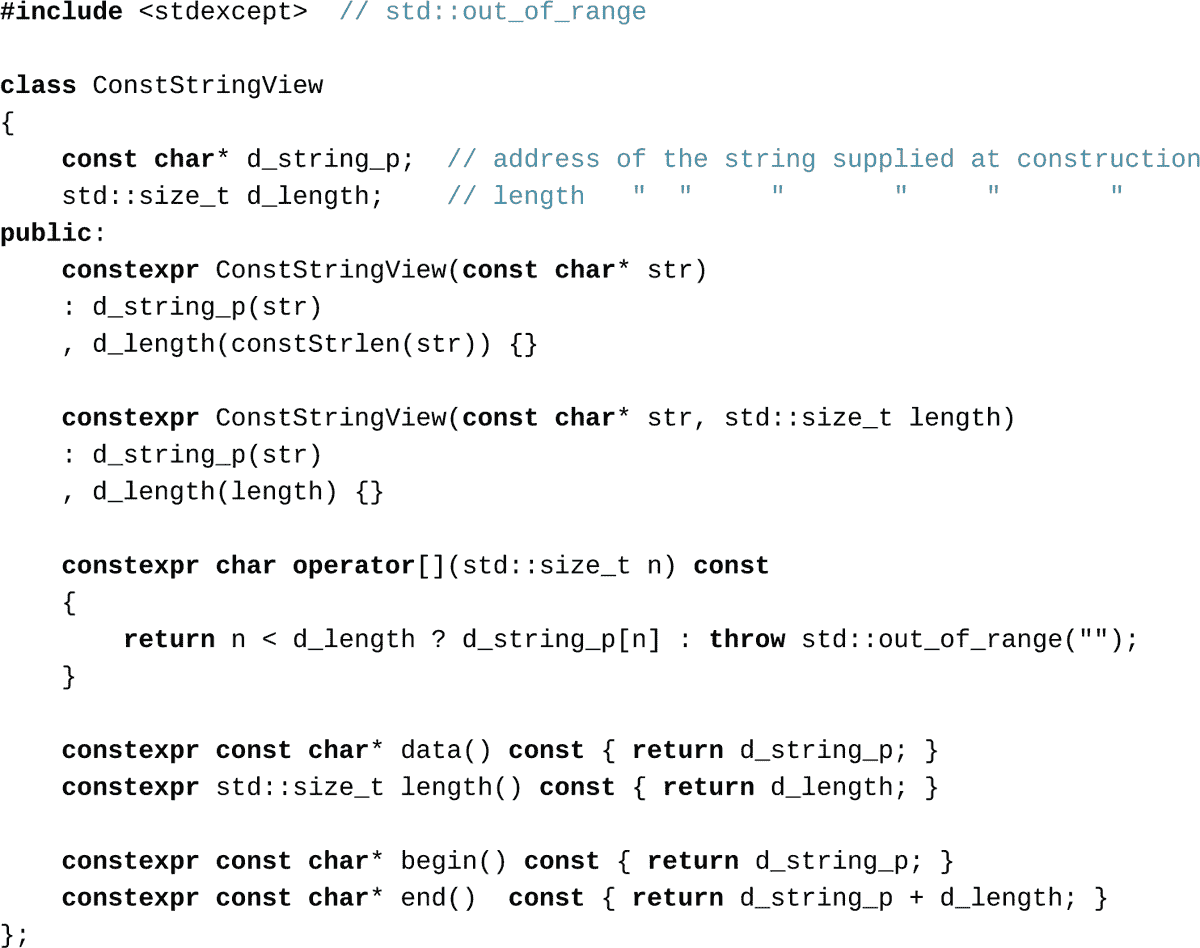 #include <stdexcept>  // std::out_of_range

class ConstStringView
{
    const char* d_string_p;  // address of the string supplied at construction
    std::size_t d_length;    // length   "  "     "       "     "       "
public:
    constexpr ConstStringView(const char* str)
    : d_string_p(str)
    , d_length(constStrlen(str)) {}

    constexpr ConstStringView(const char* str, std::size_t length)
    : d_string_p(str)
    , d_length(length) {}

    constexpr char operator[](std::size_t n) const
    {
        return n < d_length ? d_string_p[n] : throw std::out_of_range("");
    }

    constexpr const char* data() const { return d_string_p; }
    constexpr std::size_t length() const { return d_length; }

    constexpr const char* begin() const { return d_string_p; }
    constexpr const char* end()  const { return d_string_p + d_length; }
};